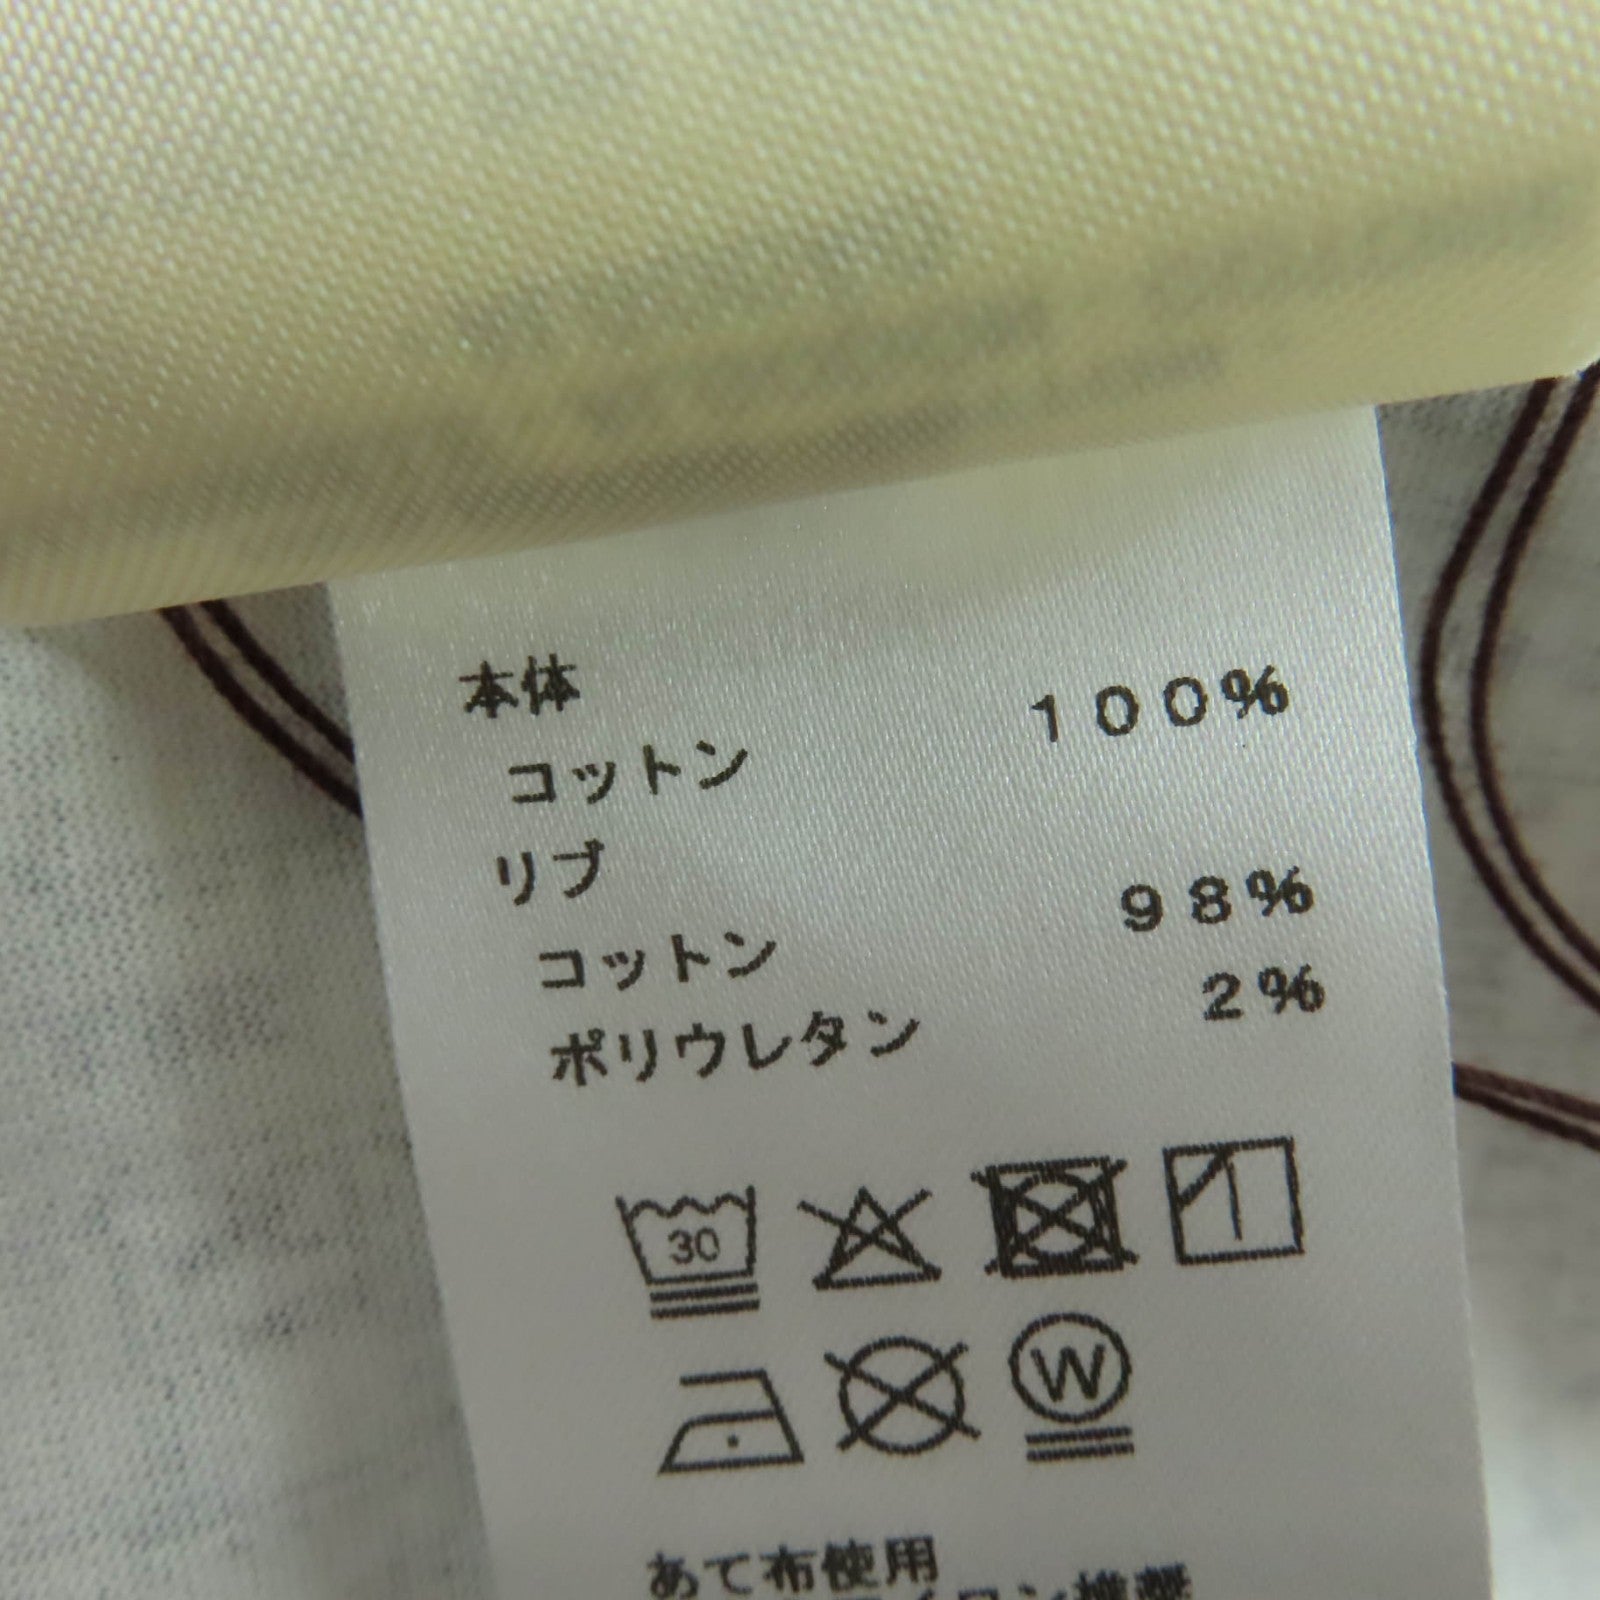 本体
コットン 100%
リブ
コットン 98%
ポリウレタン 2%
30
W
あて布使用